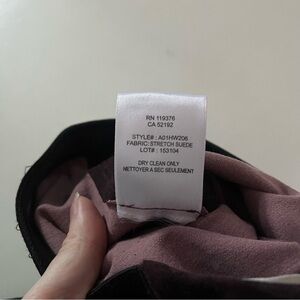 RN 119376
CA 52192
STYLE# : A01HW206
FABRIC: STRETCH SUEDE
LOT# : 153104
DRY CLEAN ONLY
NETTOYER A SEC SEULEMENT